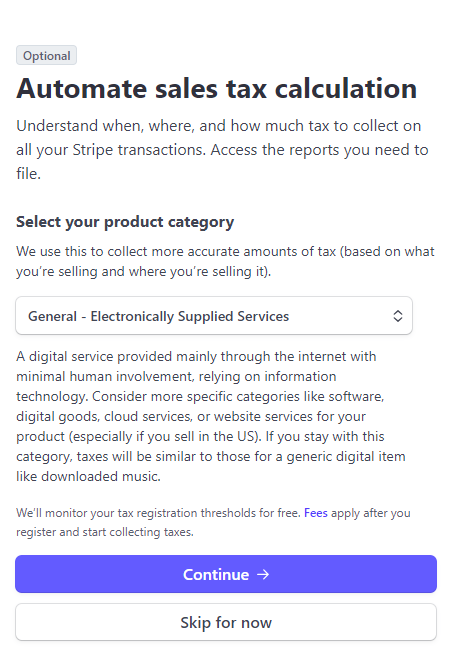 Optional
Automate sales tax calculation
Understand when, where, and how much tax to collect on
all your Stripe transactions. Access the reports you need to
file.
Select your product category
We use this to collect more accurate amounts of tax (based on what
you’re selling and where you’re selling it).
General - Electronically Supplied Services
A digital service provided mainly through the internet with
minimal human involvement, relying on information
technology. Consider more specific categories like software,
digital goods, cloud services, or website services for your
product (especially if you sell in the US). If you stay with this
category, taxes will be similar to those for a generic digital item
like downloaded music.
We’ll monitor your tax registration thresholds for free. Fees apply after you
register and start collecting taxes.
Continue →
Skip for now